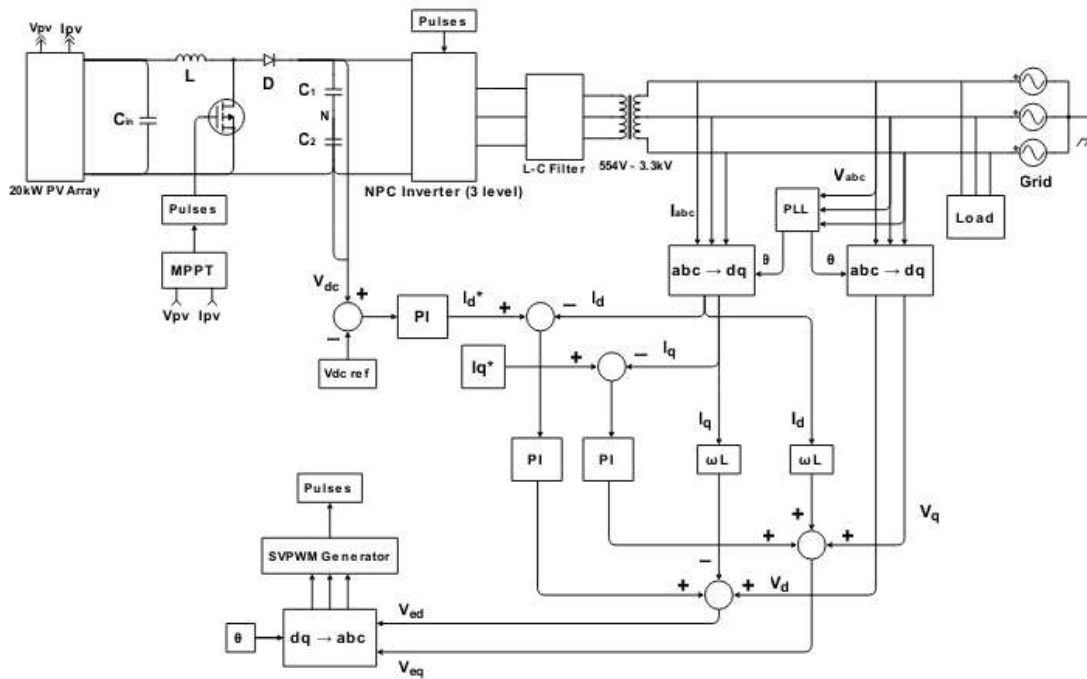 Vpv Ipv
Pulses
L
D
C1
Cin
N
C2
L-C Filter
554V - 3.3kV
20kW PV Array
NPC Inverter (3 level)
Grid
Vabc
Pulses
Iabc
PLL
Load
MPPT
θ
θ
abc → dq
abc → dq
Vpv Ipv
Vdc
+
PI
Id*
+
−
Id
−
Vdc ref
Iq*
+
−
Iq
Iq
Id
PI
PI
ωL
ωL
Pulses
+
Vq
+
+
SVPWM Generator
−
+
+
Vd
Ved
θ
dq → abc
Veq